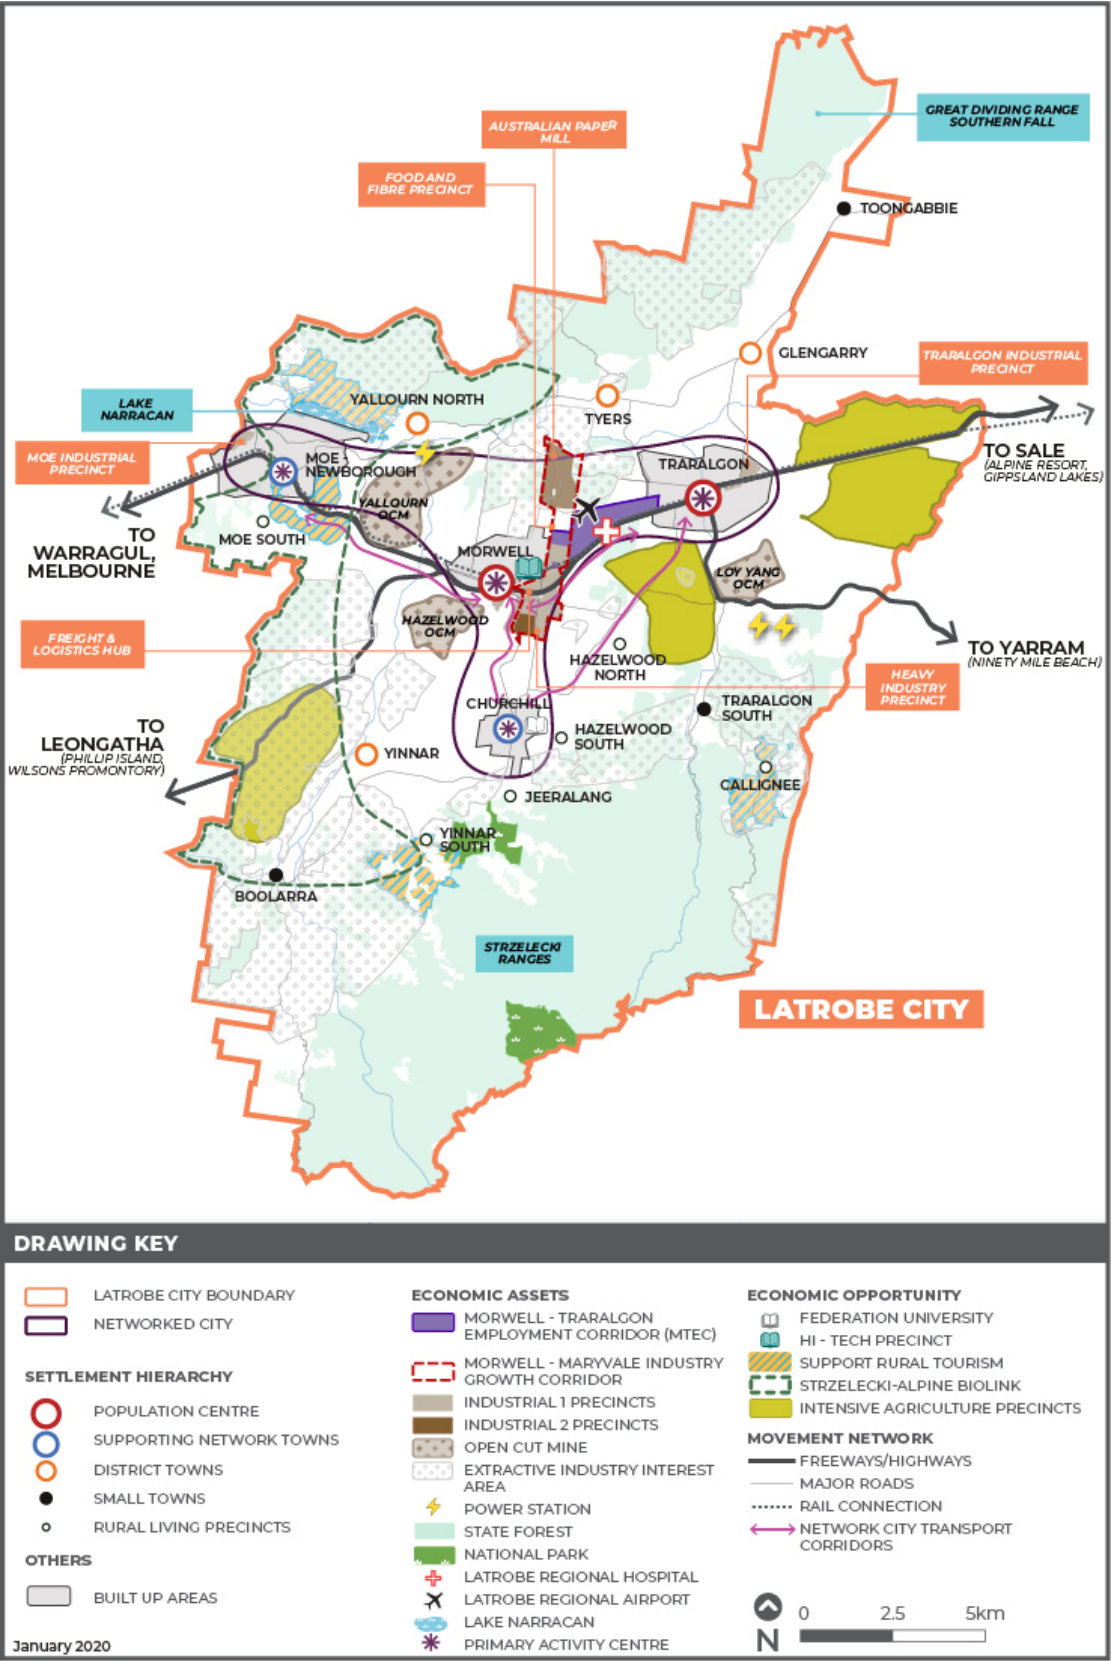 GREAT DIVIDING RANGE
SOUTHERN FALL
AUSTRALIAN PAPER
MILL
FOOD AND
FIBRE PRECINCT
TOONGABBIE
GLENGARRY
TRARALGON INDUSTRIAL
PRECINCT
LAKE
NARRACAN
YALLOURN NORTH
TYERS
MOE INDUSTRIAL
PRECINCT
MOE -
NEWBOROUGH
TRARALGON
TO SALE
(ALPINE RESORT,
GIPPSLAND LAKES)
YALLOURN
OCM
MOE SOUTH
TO
WARRAGUL,
MELBOURNE
MORWELL
LOY YANG
OCM
HAZELWOOD
OCM
FREIGHT &
LOGISTICS HUB
TO YARRAM
(NINETY MILE BEACH)
HAZELWOOD
NORTH
HEAVY
INDUSTRY
PRECINCT
CHURCHILL
TRARALGON
SOUTH
TO
LEONGATHA
(PHILLIP ISLAND,
WILSONS PROMONTORY)
HAZELWOOD
SOUTH
YINNAR
CALLIGNEE
JEERALANG
YINNAR
SOUTH
BOOLARRA
STRZELECKI
RANGES
LATROBE CITY
DRAWING KEY
LATROBE CITY BOUNDARY
NETWORKED CITY
SETTLEMENT HIERARCHY
POPULATION CENTRE
SUPPORTING NETWORK TOWNS
DISTRICT TOWNS
SMALL TOWNS
RURAL LIVING PRECINCTS
OTHERS
BUILT UP AREAS
January 2020
ECONOMIC ASSETS
MORWELL - TRARALGON
EMPLOYMENT CORRIDOR (MTEC)
MORWELL - MARYVALE INDUSTRY
GROWTH CORRIDOR
INDUSTRIAL 1 PRECINCTS
INDUSTRIAL 2 PRECINCTS
OPEN CUT MINE
EXTRACTIVE INDUSTRY INTEREST
AREA
POWER STATION
STATE FOREST
NATIONAL PARK
LATROBE REGIONAL HOSPITAL
LATROBE REGIONAL AIRPORT
LAKE NARRACAN
PRIMARY ACTIVITY CENTRE
ECONOMIC OPPORTUNITY
FEDERATION UNIVERSITY
HI - TECH PRECINCT
SUPPORT RURAL TOURISM
STRZELECKI-ALPINE BIOLINK
INTENSIVE AGRICULTURE PRECINCTS
MOVEMENT NETWORK
FREEWAYS/HIGHWAYS
MAJOR ROADS
RAIL CONNECTION
NETWORK CITY TRANSPORT
CORRIDORS
N
0 2.5 5km